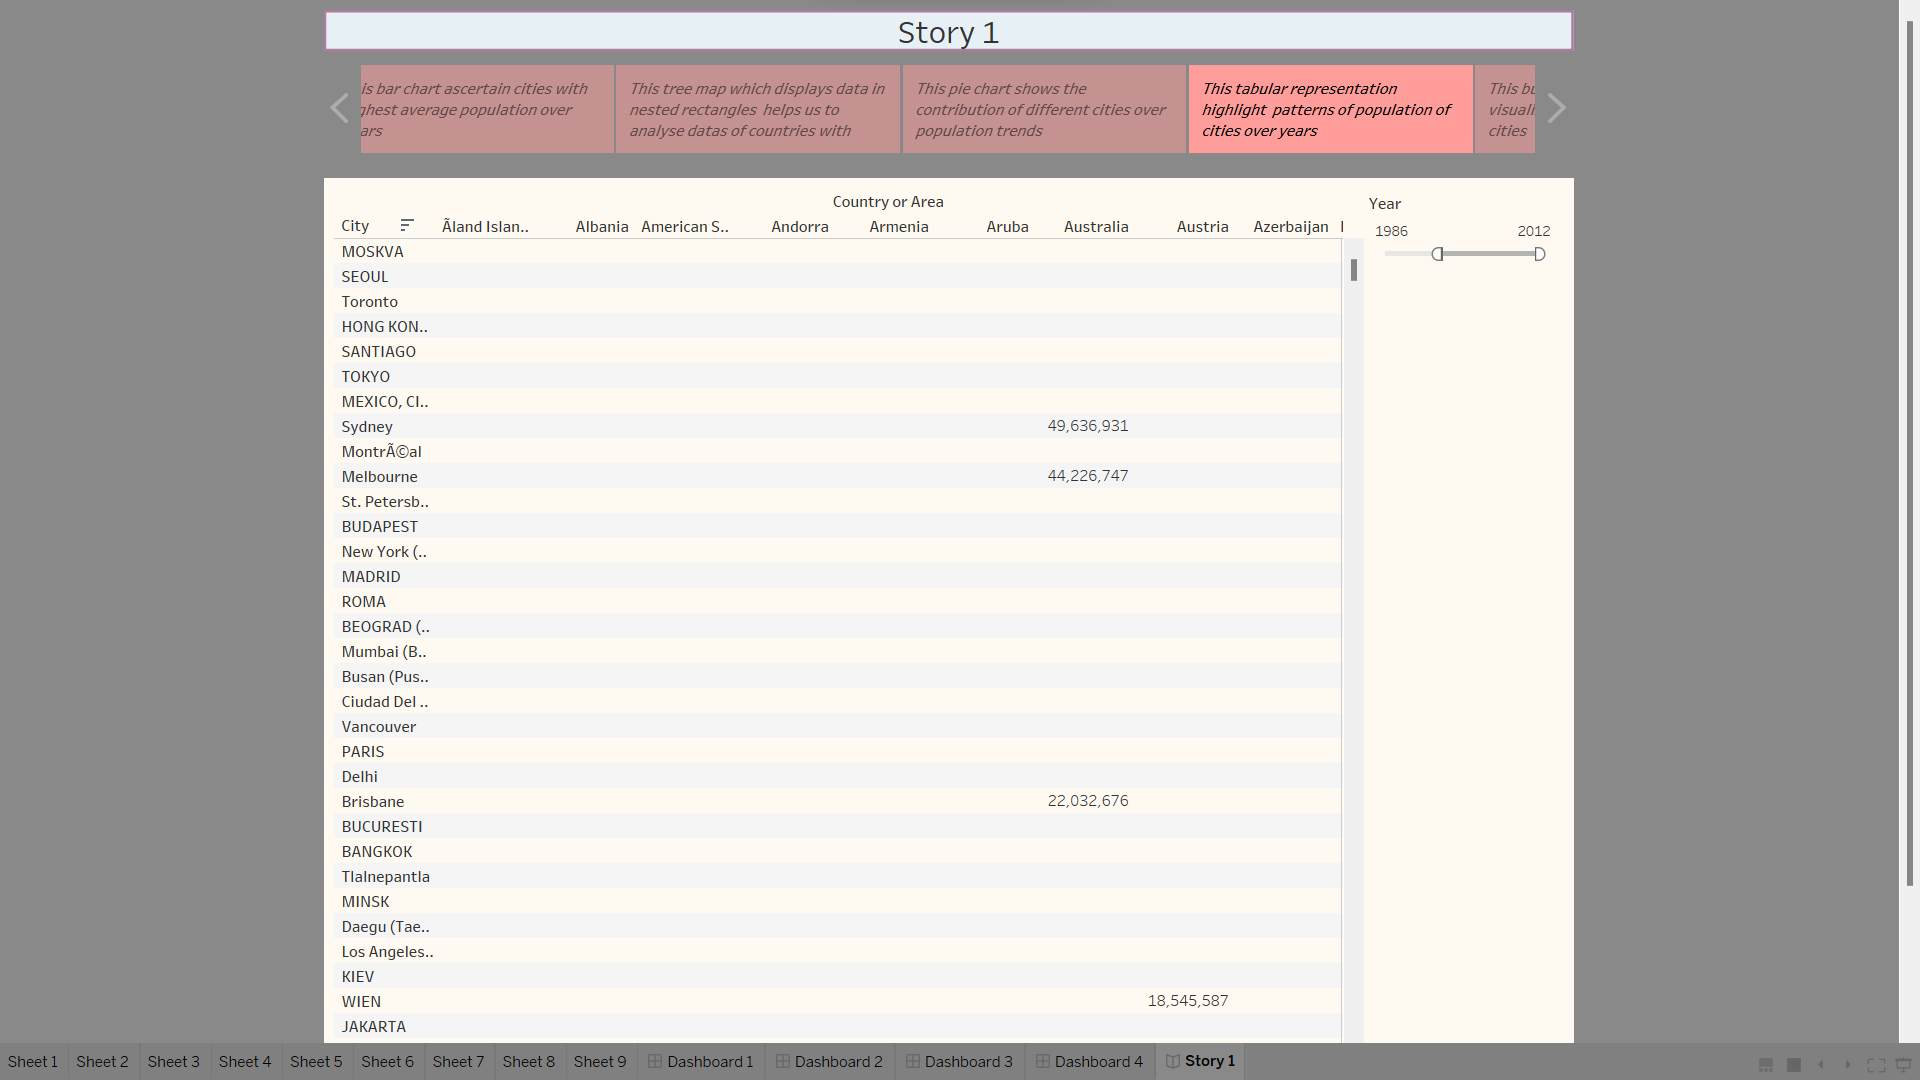 Story 1
is bar chart ascertain cities with
ghest average population over
ars
This tree map which displays data in
nested rectangles  helps us to
analyse datas of countries with
This pie chart shows the
contribution of different cities over
population trends
This tabular representation
highlight  patterns of population of
cities over years
This bu
visuali
cities
Country or Area
City Ãland Islan.. Albania American S.. Andorra Armenia Aruba Australia Austria Azerbaijan
Year
1986 2012
MOSKVA
SEOUL
Toronto
HONG KON..
SANTIAGO
TOKYO
MEXICO, CI..
Sydney 49,636,931
MontrÃ©al
Melbourne 44,226,747
St. Petersb..
BUDAPEST
New York (..
MADRID
ROMA
BEOGRAD (..
Mumbai (B..
Busan (Pus..
Ciudad Del ..
Vancouver
PARIS
Delhi
Brisbane 22,032,676
BUCURESTI
BANGKOK
Tlalnepantla
MINSK
Daegu (Tae..
Los Angeles..
KIEV
WIEN 18,545,587
JAKARTA
Sheet 1 Sheet 2 Sheet 3 Sheet 4 Sheet 5 Sheet 6 Sheet 7 Sheet 8 Sheet 9 Dashboard 1 Dashboard 2 Dashboard 3 Dashboard 4 Story 1